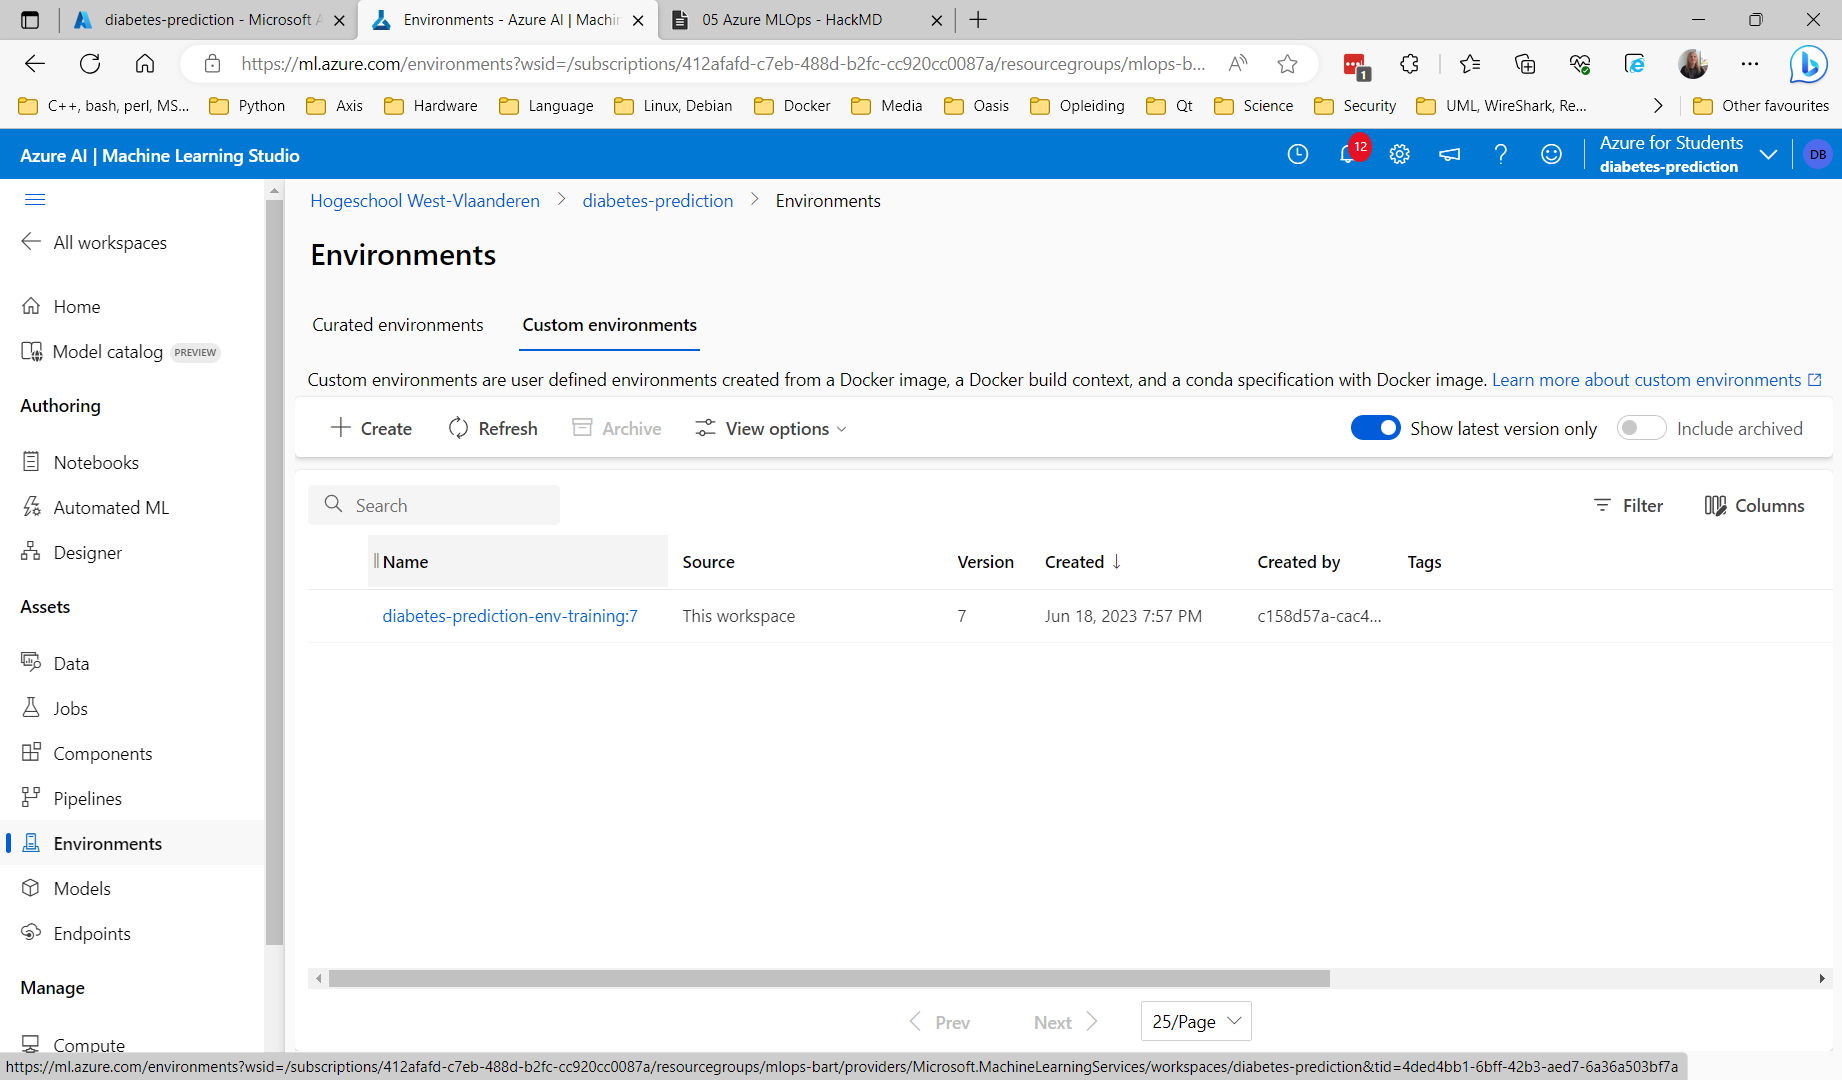 diabetes-prediction - Microsoft A
Environments - Azure AI | Machin
05 Azure MLOps - HackMD
https://ml.azure.com/environments?wsid=/subscriptions/412afafd-c7eb-488d-b2fc-cc920cc0087a/resourcegroups/mlops-b...
1
C++, bash, perl, MS...
Python
Axis
Hardware
Language
Linux, Debian
Docker
Media
Oasis
Opleiding
Qt
Science
Security
UML, WireShark, Re...
Other favourites
Azure AI | Machine Learning Studio
12
Azure for Students
diabetes-prediction
DB
Hogeschool West-Vlaanderen > diabetes-prediction > Environments
All workspaces
Home
Model catalog PREVIEW
Authoring
Notebooks
Automated ML
Designer
Assets
Data
Jobs
Components
Pipelines
Environments
Models
Endpoints
Manage
Compute
Environments
Curated environments
Custom environments
Custom environments are user defined environments created from a Docker image, a Docker build context, and a conda specification with Docker image. Learn more about custom environments
Create
Refresh
Archive
View options
Show latest version only
Include archived
Search
Filter
Columns
Name Source Version Created Created by Tags
diabetes-prediction-env-training:7 This workspace 7 Jun 18, 2023 7:57 PM c158d57a-cac4...
Prev
Next
25/Page
https://ml.azure.com/environments?wsid=/subscriptions/412afafd-c7eb-488d-b2fc-cc920cc0087a/resourcegroups/mlops-bart/providers/Microsoft.MachineLearningServices/workspaces/diabetes-prediction&tid=4ded4bb1-6bff-42b3-aed7-6a36a503bf7a